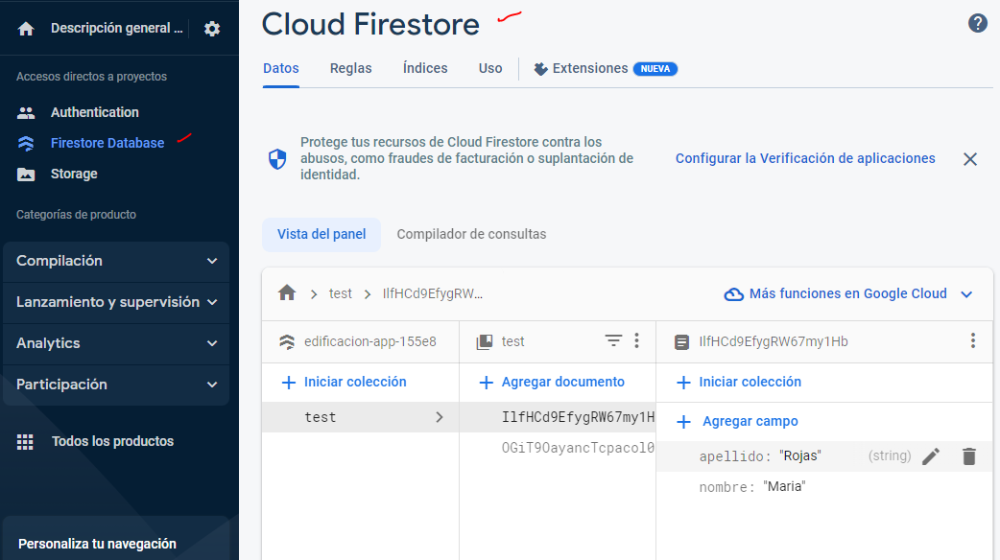 Descripción general ...
Accesos directos a proyectos
Authentication
Firestore Database
Storage
Categorías de producto
Compilación
Lanzamiento y supervisión
Analytics
Participación
Todos los productos
Personaliza tu navegación
Cloud Firestore
Datos Reglas Índices Uso Extensiones NUEVA
Protege tus recursos de Cloud Firestore contra los
abusos, como fraudes de facturación o suplantación de
identidad.
Configurar la Verificación de aplicaciones
Vista del panel Compilador de consultas
test > IlfHCd9EfygRW...
Más funciones en Google Cloud
edificacion-app-155e8
Iniciar colección
test
test
Agregar documento
IlfHCd9EfygRW67my1H
OGiT9OayancTcpacol0
IlfHCd9EfygRW67my1Hb
Iniciar colección
Agregar campo
apellido: "Rojas" (string)
nombre: "Maria"